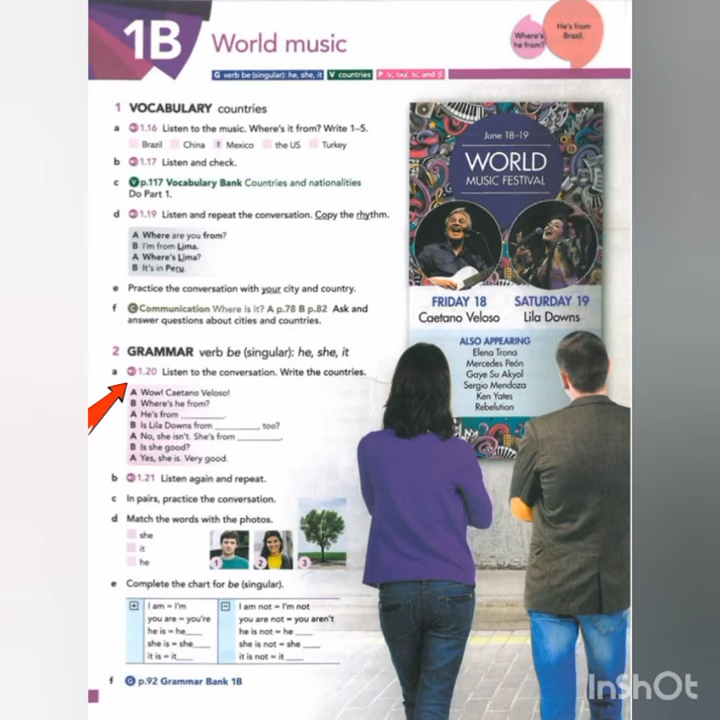 1B World music
Where's
he from?
He's from
Brazil.
G verb be (singular): he, she, it V countries P
1 VOCABULARY countries
a 1.16 Listen to the music. Where's it from? Write 1–5.
Brazil China 1 Mexico the US Turkey
b 1.17 Listen and check.
c V p.117 Vocabulary Bank Countries and nationalities
Do Part 1.
d 1.19 Listen and repeat the conversation. Copy the rhythm.
A Where are you from?
B I'm from Lima.
A Where's Lima?
B It's in Peru.
e Practice the conversation with your city and country.
f C Communication Where is it? A p.78 B p.82 Ask and
answer questions about cities and countries.
2 GRAMMAR verb be (singular): he, she, it
a 1.20 Listen to the conversation. Write the countries.
A Wow! Caetano Veloso!
B Where's he from?
A He's from ________.
B Is Lila Downs from ________, too?
A No, she isn't. She's from ________.
B Is she good?
A Yes, she is. Very good.
b 1.21 Listen again and repeat.
c In pairs, practice the conversation.
d Match the words with the photos.
she
it
he
1 2 3
e Complete the chart for be (singular).
+ I am = I'm − I am not = I'm not
you are = you're you are not = you aren't
he is = he____ he is not = he ____
she is = she____ she is not = she ____
it is = it____ it is not = it ____
f G p.92 Grammar Bank 1B
June 18–19
WORLD
MUSIC FESTIVAL
FRIDAY 18 SATURDAY 19
Caetano Veloso Lila Downs
ALSO APPEARING
Elena Trona
Mercedes Peón
Gaye Su Akyol
Sergio Mendoza
Ken Yates
Rebelution
InShOt